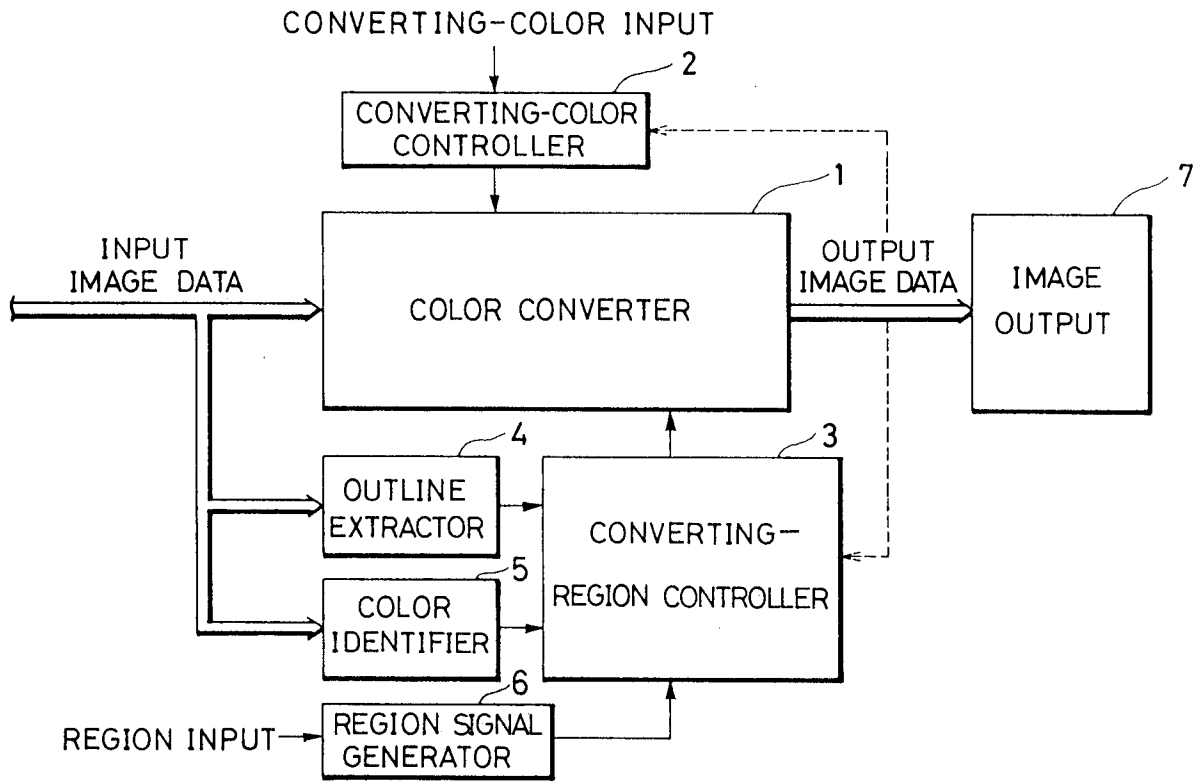 CONVERTING-COLOR INPUT
2
CONVERTING-COLOR
CONTROLLER
1
7
INPUT
IMAGE DATA
COLOR CONVERTER
OUTPUT
IMAGE DATA
IMAGE
OUTPUT
4
3
OUTLINE
EXTRACTOR
CONVERTING-
REGION CONTROLLER
5
COLOR
IDENTIFIER
6
REGION INPUT
REGION SIGNAL
GENERATOR